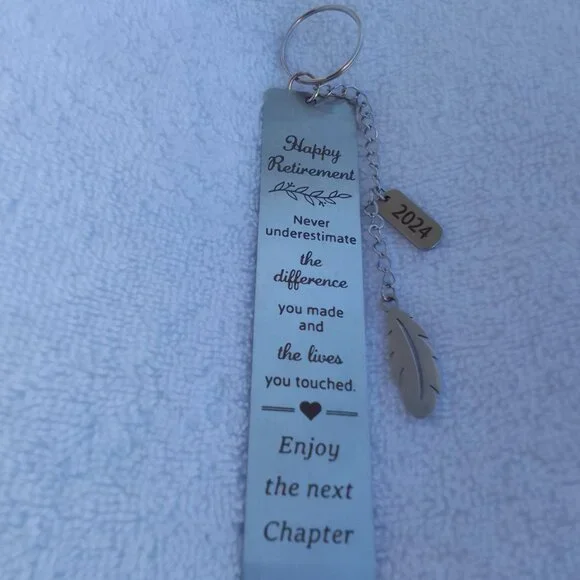 Happy
Retirement
Never
underestimate
the
difference
you made
and
the lives
you touched.
Enjoy
the next
Chapter
2024